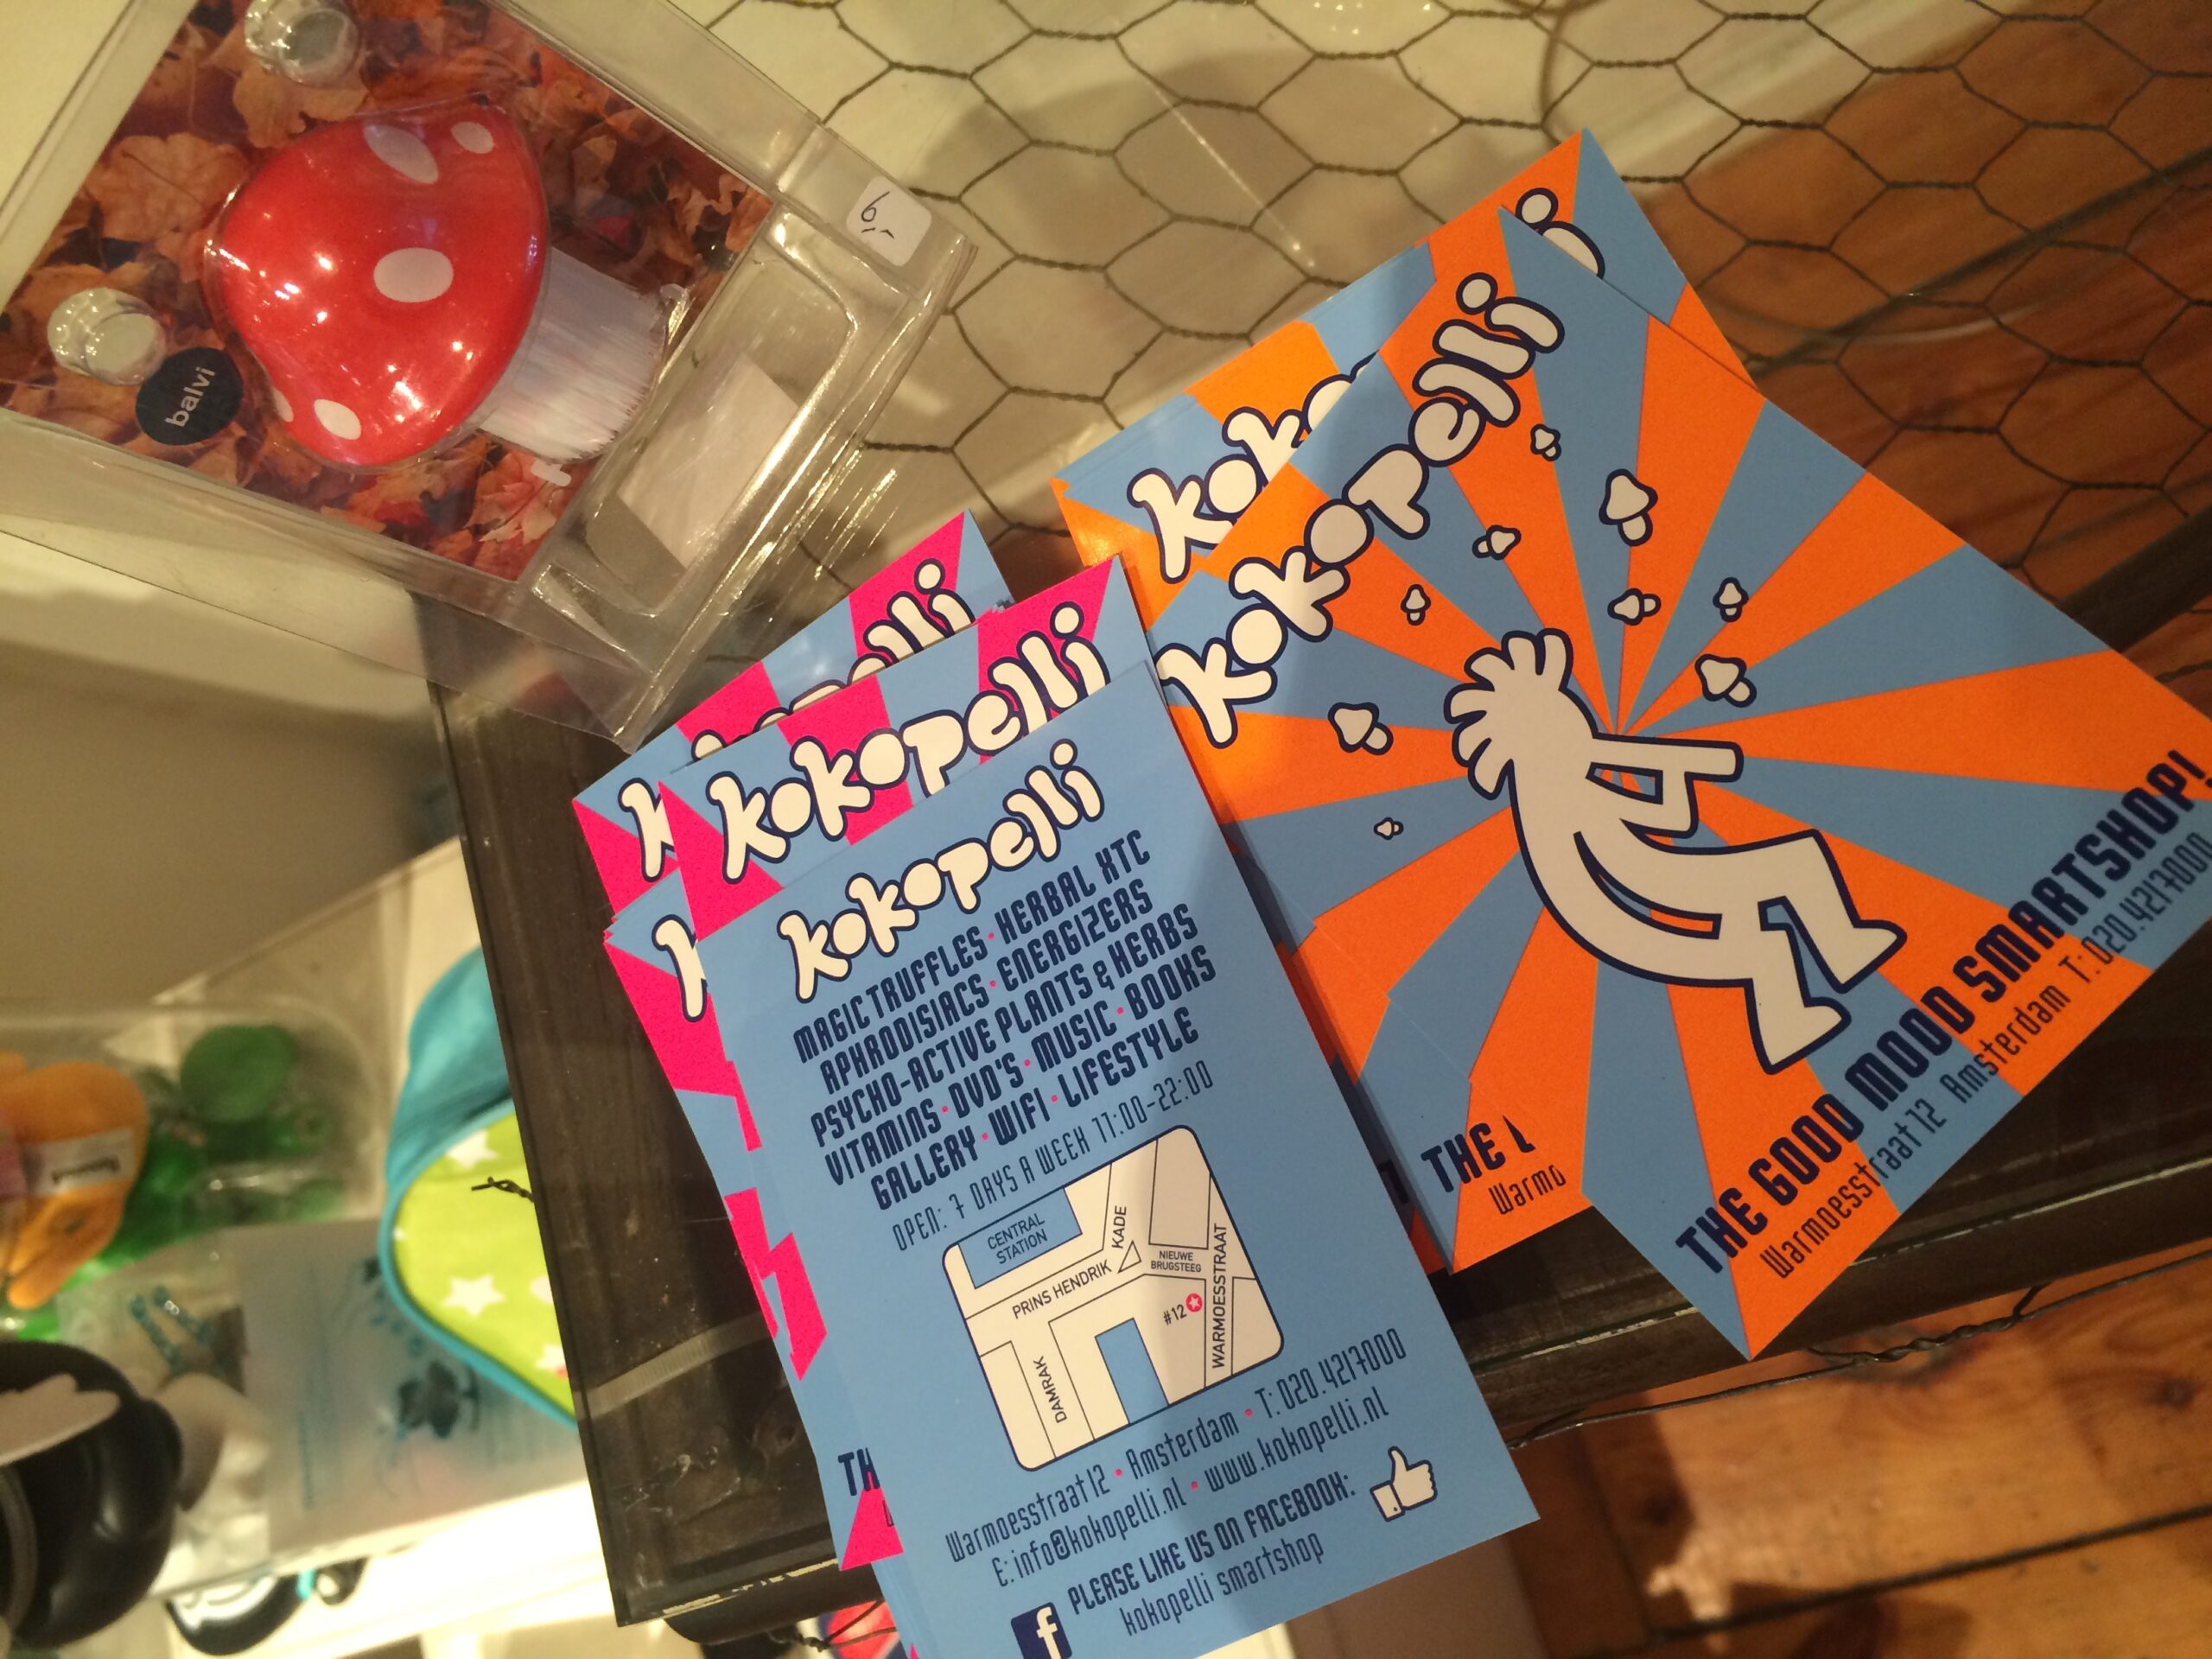 6,-
balvi
kokopelli
kokopelli
THE GOOD MOOD SMARTSHOP!
Warmoesstraat 12 Amsterdam T: 020.4217000
THE
Warmo
kokopelli
kokopelli
MAGIC TRUFFLES · HERBAL XTC
APHRODISIACS · ENERGIZERS
PSYCHO-ACTIVE PLANTS & HERBS
VITAMINS · DVD'S · MUSIC · BOOKS
GALLERY · WIFI · LIFESTYLE
OPEN: 7 DAYS A WEEK 11:00-22:00
CENTRAL
STATION
PRINS HENDRIK KADE
NIEUWE
BRUGSTEEG
#12
WARMOESSTRAAT
DAMRAK
Warmoesstraat 12 · Amsterdam · T: 020.4217000
E: info@kokopelli.nl · www.kokopelli.nl
PLEASE LIKE US ON FACEBOOK:
kokopelli smartshop
f
TH